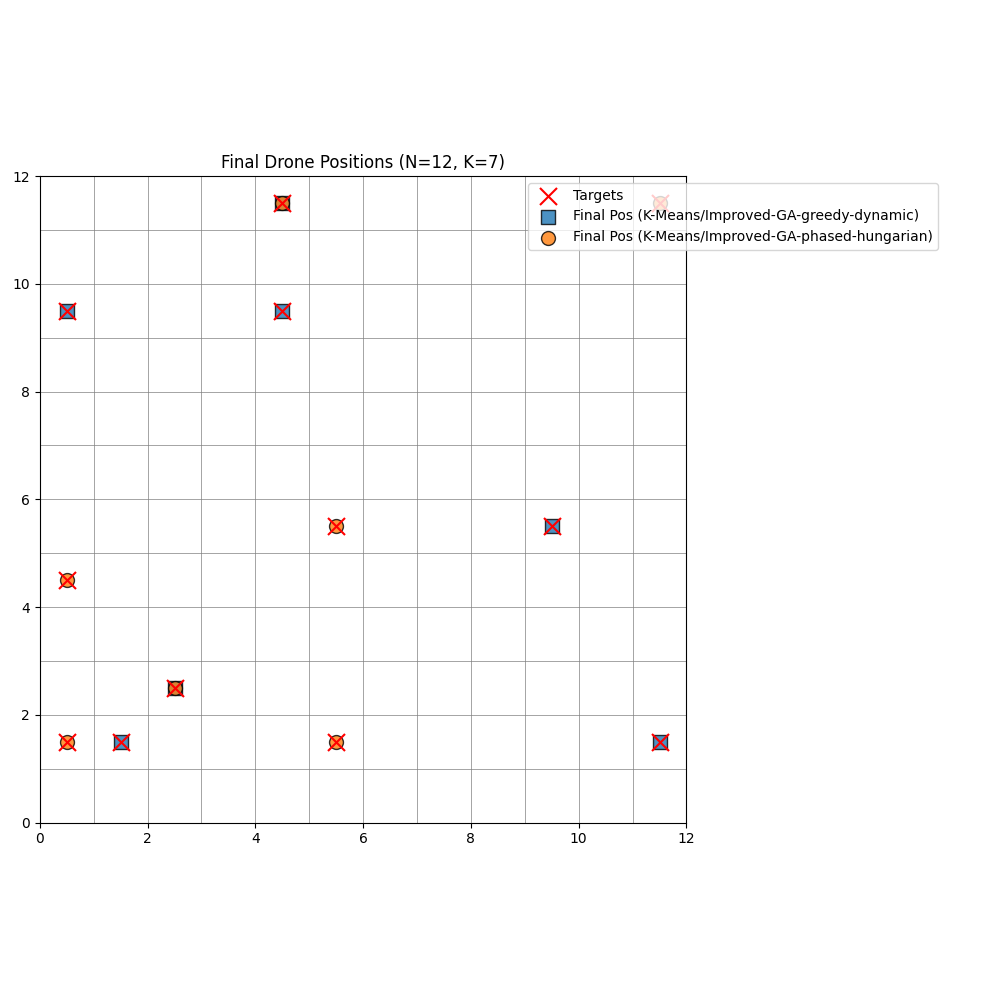 Final Drone Positions (N=12, K=7)
Targets
Final Pos (K-Means/Improved-GA-greedy-dynamic)
Final Pos (K-Means/Improved-GA-phased-hungarian)
12
10
8
6
4
2
0
0 2 4 6 8 10 12